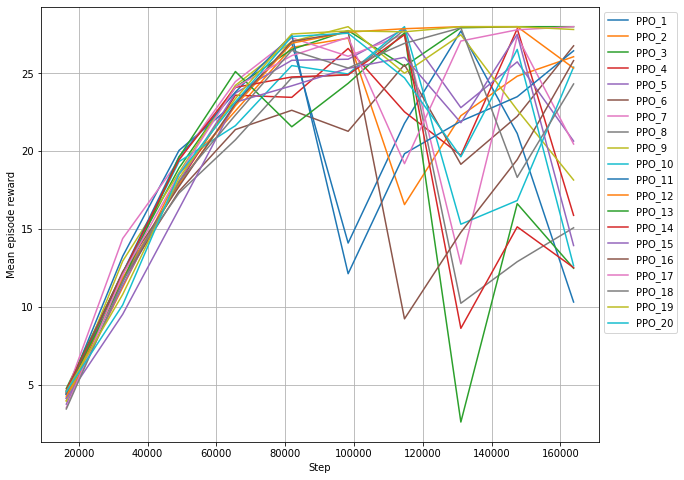 PPO_1
PPO_2
PPO_3
PPO_4
PPO_5
PPO_6
PPO_7
PPO_8
PPO_9
PPO_10
PPO_11
PPO_12
PPO_13
PPO_14
PPO_15
PPO_16
PPO_17
PPO_18
PPO_19
PPO_20
Mean episode reward
25
20
15
10
5
20000 40000 60000 80000 100000 120000 140000 160000
Step